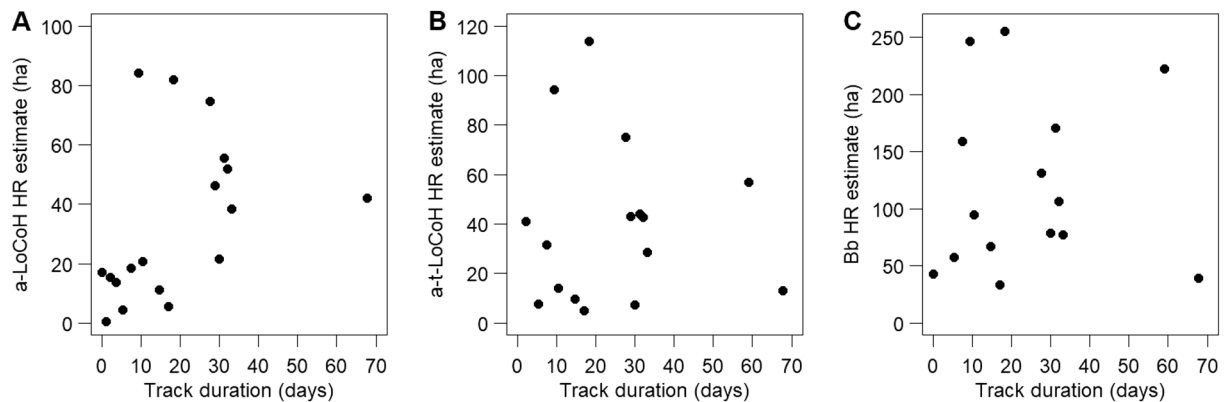 A
a-LoCoH HR estimate (ha)
100
80
60
40
20
0
0 10 20 30 40 50 60 70
Track duration (days)
B
a-t-LoCoH HR estimate (ha)
120
100
80
60
40
20
0
0 10 20 30 40 50 60 70
Track duration (days)
C
Bb HR estimate (ha)
250
200
150
100
50
0
0 10 20 30 40 50 60 70
Track duration (days)